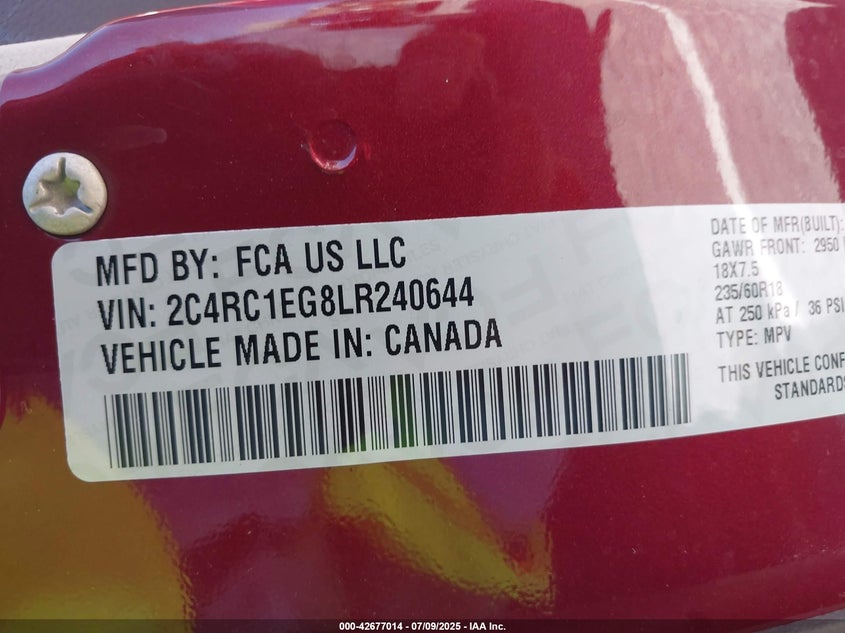 MFD BY: FCA US LLC
VIN: 2C4RC1EG8LR240644
VEHICLE MADE IN: CANADA
DATE OF MFR(BUILT):
GAWR FRONT: 2950
18X7.5
235/60R18
AT 250 kPa / 36 PSI
TYPE: MPV
THIS VEHICLE CONF
STANDARDS
000-42677014 - 07/09/2025 - IAA Inc.